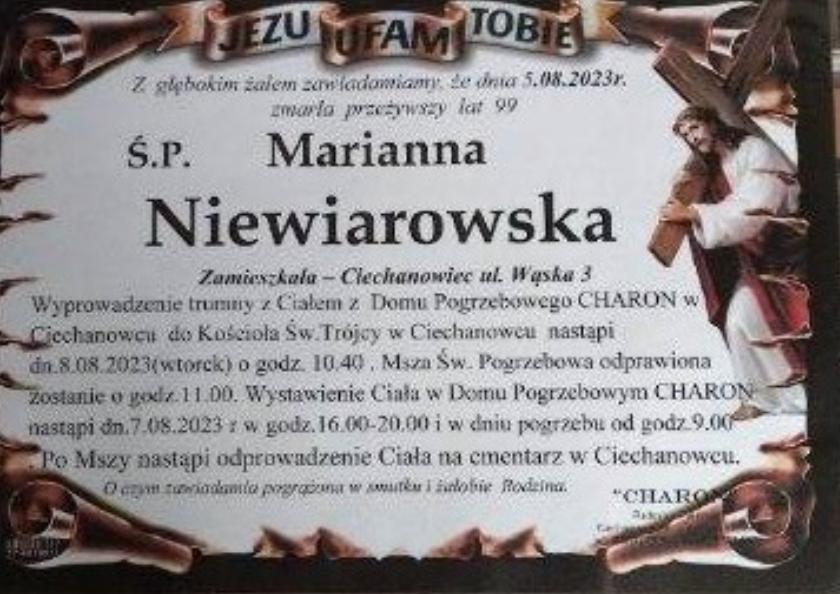 JEZU UFAM TOBIE
Z głębokim żalem zawiadamiamy, że dnia 5.08.2023r.
zmarła przeżywszy lat 99
Ś.P. Marianna
Niewiarowska
Zamieszkała – Ciechanowiec ul. Wąska 3
Wyprowadzenie trumny z Ciałem z Domu Pogrzebowego CHARON w
Ciechanowcu do Kościoła Św.Trójcy w Ciechanowcu nastąpi
dn.8.08.2023(wtorek) o godz. 10.40 . Msza Św. Pogrzebowa odprawiona
zostanie o godz.11.00. Wystawienie Ciała w Domu Pogrzebowym CHARON
nastąpi dn.7.08.2023 r w godz.16.00-20.00 i w dniu pogrzebu od godz.9.00
. Po Mszy nastąpi odprowadzenie Ciała na cmentarz w Ciechanowcu.
O czym zawiadamia pogrążona w smutku i żałobie Rodzina.
"CHARON